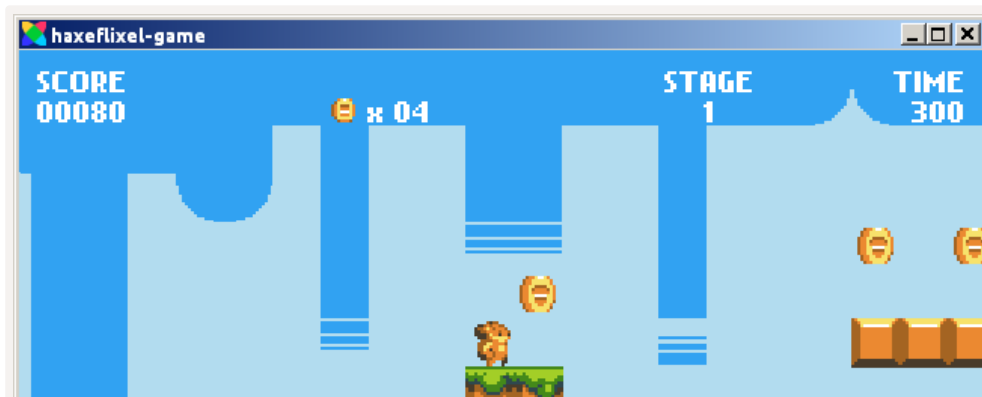 haxeflixel-game
SCORE
00080
x 04
STAGE
1
TIME
300